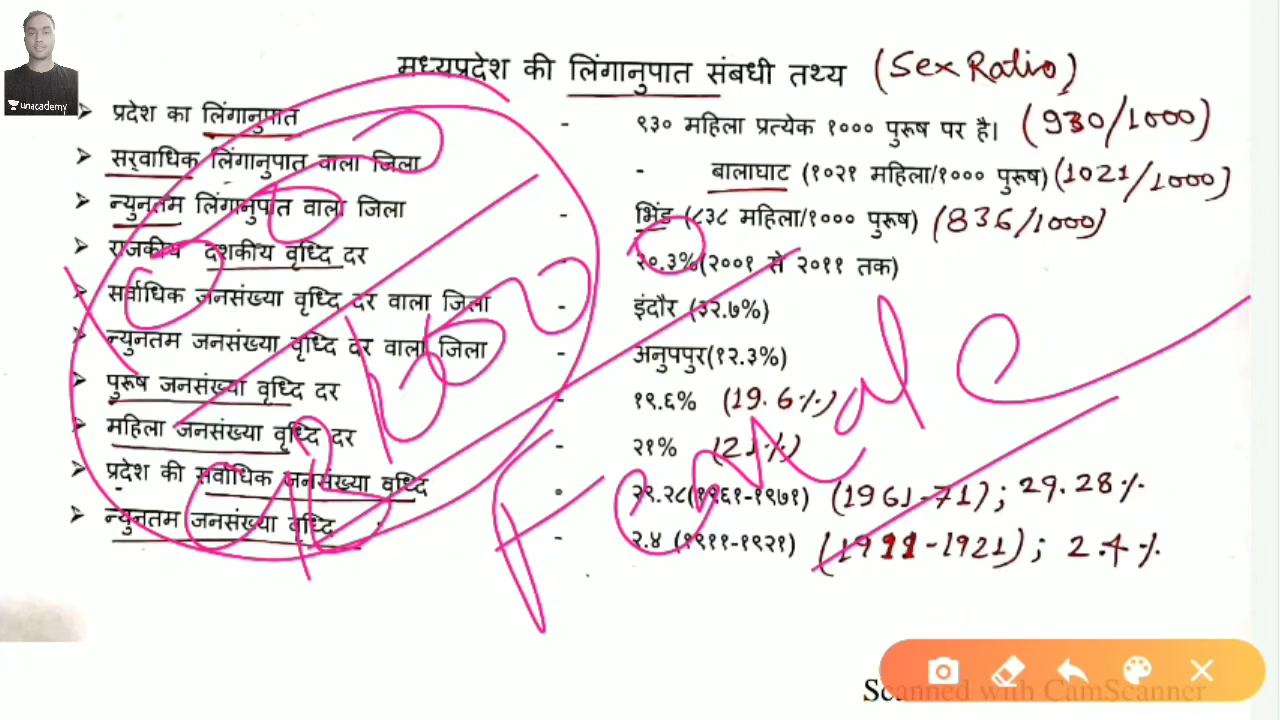 मध्यप्रदेश की लिंगानुपात संबधी तथ्य (Sex Ratio)
unacademy
➤ प्रदेश का लिंगानुपात - ९३० महिला प्रत्येक १००० पुरूष पर है। (930/1000)
➤ सर्वाधिक लिंगानुपात वाला जिला - बालाघाट (१०२१ महिला/१००० पुरूष) (1021/1000)
➤ न्युनतम लिंगानुपात वाला जिला - भिंड (८३८ महिला/१००० पुरूष) (836/1000)
➤ राजकीय दशकीय वृध्दि दर २०.३%(२००१ से २०११ तक)
➤ सर्वाधिक जनसंख्या वृध्दि दर वाला जिला - इंदौर (३२.७%)
➤ न्युनतम जनसंख्या वृध्दि दर वाला जिला - अनुपपुर(१२.३%)
➤ पुरूष जनसंख्या वृध्दि दर - १९.६% (19.6%)
➤ महिला जनसंख्या वृध्दि दर - २१% (21%)
➤ प्रदेश की सर्वाधिक जनसंख्या वृध्दि - २९.२८(१९६१-१९७१) (1961-71); 29.28%
➤ न्युनतम जनसंख्या वृध्दि - २.४ (१९११-१९२१) (1911-1921); 2.4%
Female
Scanned with CamScanner